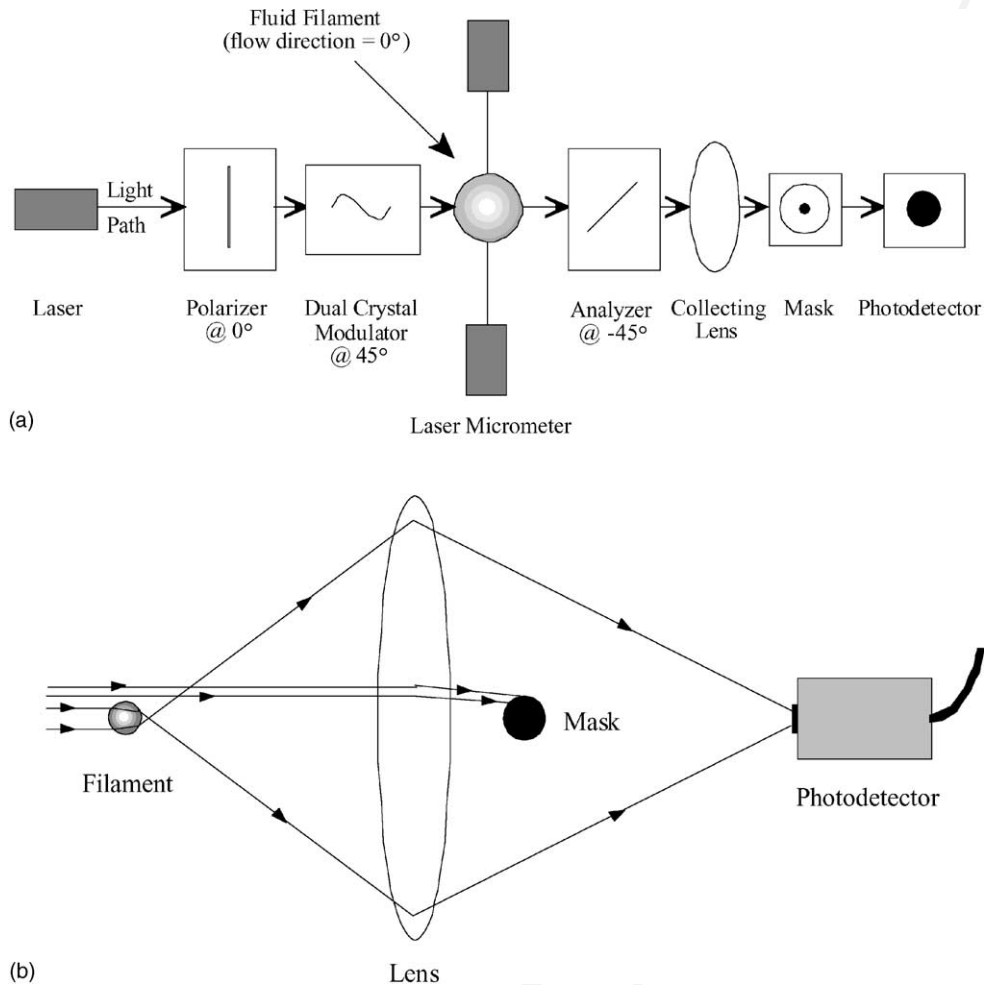 Fluid Filament
(flow direction = 0°)
Light
Path
Laser
Polarizer
@ 0°
Dual Crystal
Modulator
@ 45°
Analyzer
@ -45°
Collecting
Lens
Mask
Photodetector
(a)
Laser Micrometer
Mask
Filament
Photodetector
(b)
Lens